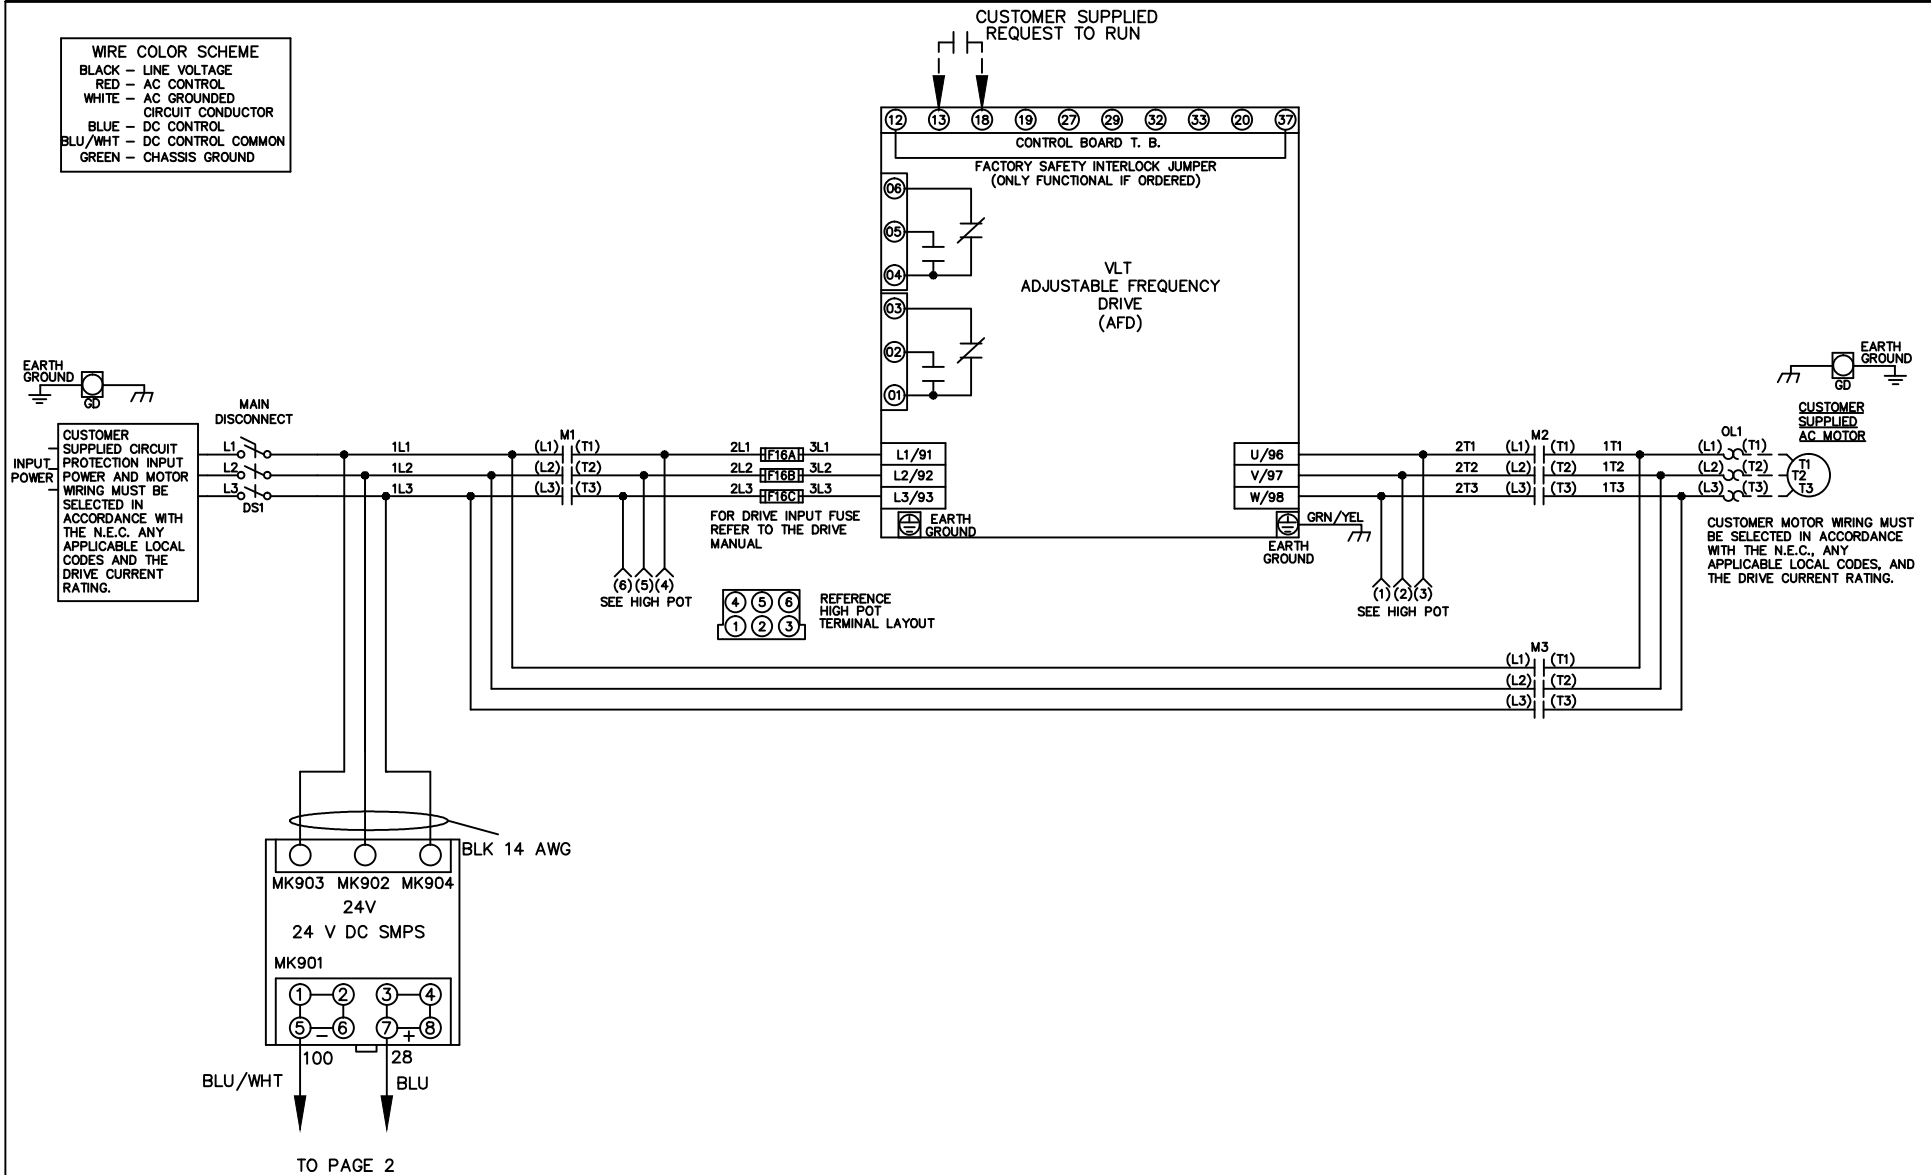 CUSTOMER SUPPLIED
REQUEST TO RUN
WIRE COLOR SCHEME
BLACK – LINE VOLTAGE
RED – AC CONTROL
WHITE – AC GROUNDED
CIRCUIT CONDUCTOR
BLUE – DC CONTROL
BLU/WHT – DC CONTROL COMMON
GREEN – CHASSIS GROUND
12 13 18 19 27 29 32 33 20 37
CONTROL BOARD T. B.
FACTORY SAFETY INTERLOCK JUMPER
(ONLY FUNCTIONAL IF ORDERED)
06
05
04
03
02
01
VLT
ADJUSTABLE FREQUENCY
DRIVE
(AFD)
EARTH
GROUND
GD
MAIN
DISCONNECT
INPUT
POWER
CUSTOMER
SUPPLIED CIRCUIT
PROTECTION INPUT
POWER AND MOTOR
WIRING MUST BE
SELECTED IN
ACCORDANCE WITH
THE N.E.C. ANY
APPLICABLE LOCAL
CODES AND THE
DRIVE CURRENT
RATING.
L1
L2
L3
DS1
1L1
1L2
1L3
M1
(L1) (T1)
(L2) (T2)
(L3) (T3)
2L1 F16A 3L1
2L2 F16B 3L2
2L3 F16C 3L3
FOR DRIVE INPUT FUSE
REFER TO THE DRIVE
MANUAL
L1/91
L2/92
L3/93
EARTH
GROUND
U/96
V/97
W/98
GRN/YEL
EARTH
GROUND
2T1
2T2
2T3
M2
(L1) (T1)
(L2) (T2)
(L3) (T3)
1T1
1T2
1T3
OL1
(L1) (T1)
(L2) (T2)
(L3) (T3)
T1
T2
T3
EARTH
GROUND
GD
CUSTOMER
SUPPLIED
AC MOTOR
CUSTOMER MOTOR WIRING MUST
BE SELECTED IN ACCORDANCE
WITH THE N.E.C., ANY
APPLICABLE LOCAL CODES, AND
THE DRIVE CURRENT RATING.
(6) (5) (4)
SEE HIGH POT
4 5 6
1 2 3
REFERENCE
HIGH POT
TERMINAL LAYOUT
(1) (2) (3)
SEE HIGH POT
M3
(L1) (T1)
(L2) (T2)
(L3) (T3)
BLK 14 AWG
MK903 MK902 MK904
24V
24 V DC SMPS
MK901
1 2 3 4
5 – 6 7 + 8
100 28
BLU/WHT BLU
TO PAGE 2